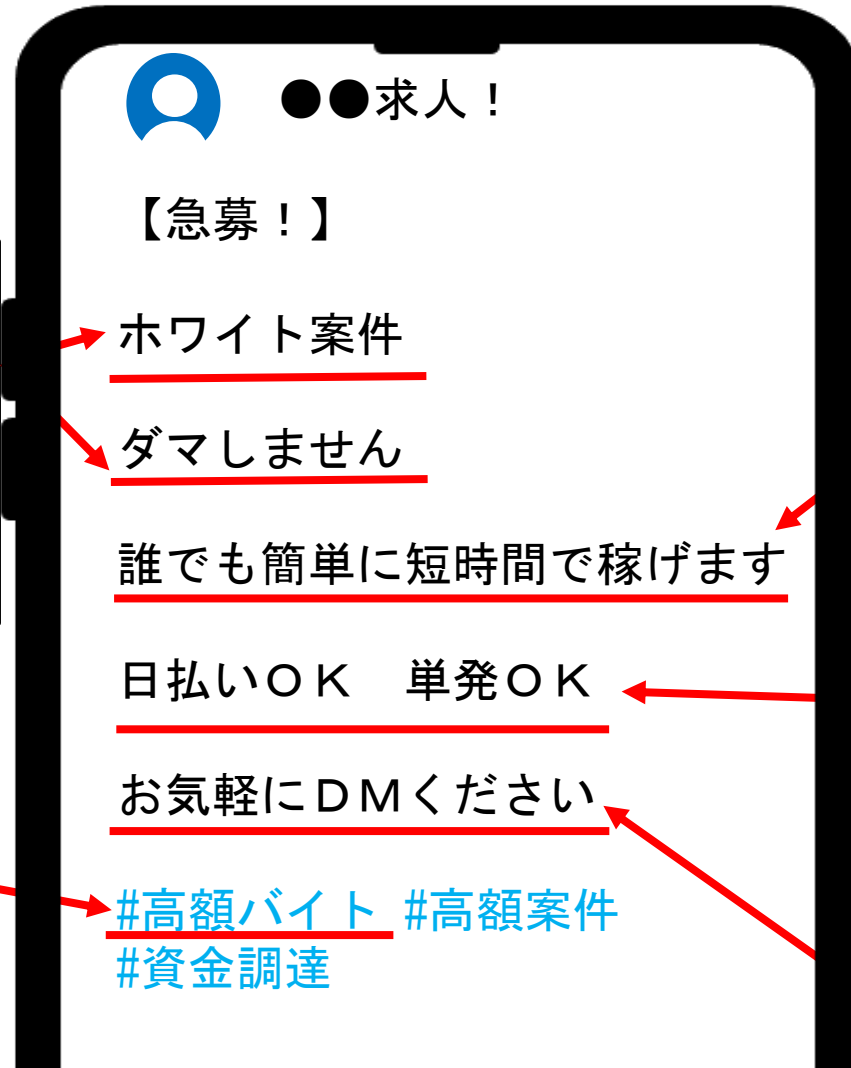 ●●求人！
【急募！】
ホワイト案件
ダマしません
誰でも簡単に短時間で稼げます
日払いＯＫ　単発ＯＫ
お気軽にＤＭください
#高額バイト #高額案件
#資金調達